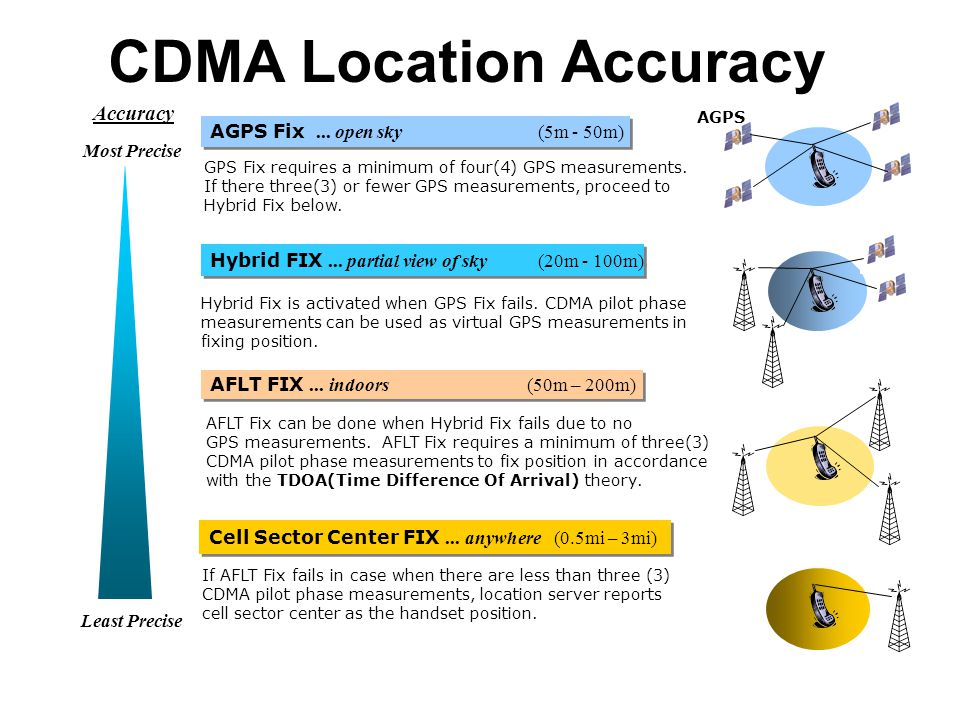 CDMA Location Accuracy
Accuracy
Most Precise
AGPS Fix ... open sky (5m - 50m)
AGPS
GPS Fix requires a minimum of four(4) GPS measurements.
If there three(3) or fewer GPS measurements, proceed to
Hybrid Fix below.
Hybrid FIX ... partial view of sky (20m - 100m)
Hybrid Fix is activated when GPS Fix fails. CDMA pilot phase
measurements can be used as virtual GPS measurements in
fixing position.
AFLT FIX ... indoors (50m – 200m)
AFLT Fix can be done when Hybrid Fix fails due to no
GPS measurements. AFLT Fix requires a minimum of three(3)
CDMA pilot phase measurements to fix position in accordance
with the TDOA(Time Difference Of Arrival) theory.
Cell Sector Center FIX ... anywhere (0.5mi – 3mi)
If AFLT Fix fails in case when there are less than three (3)
CDMA pilot phase measurements, location server reports
cell sector center as the handset position.
Least Precise